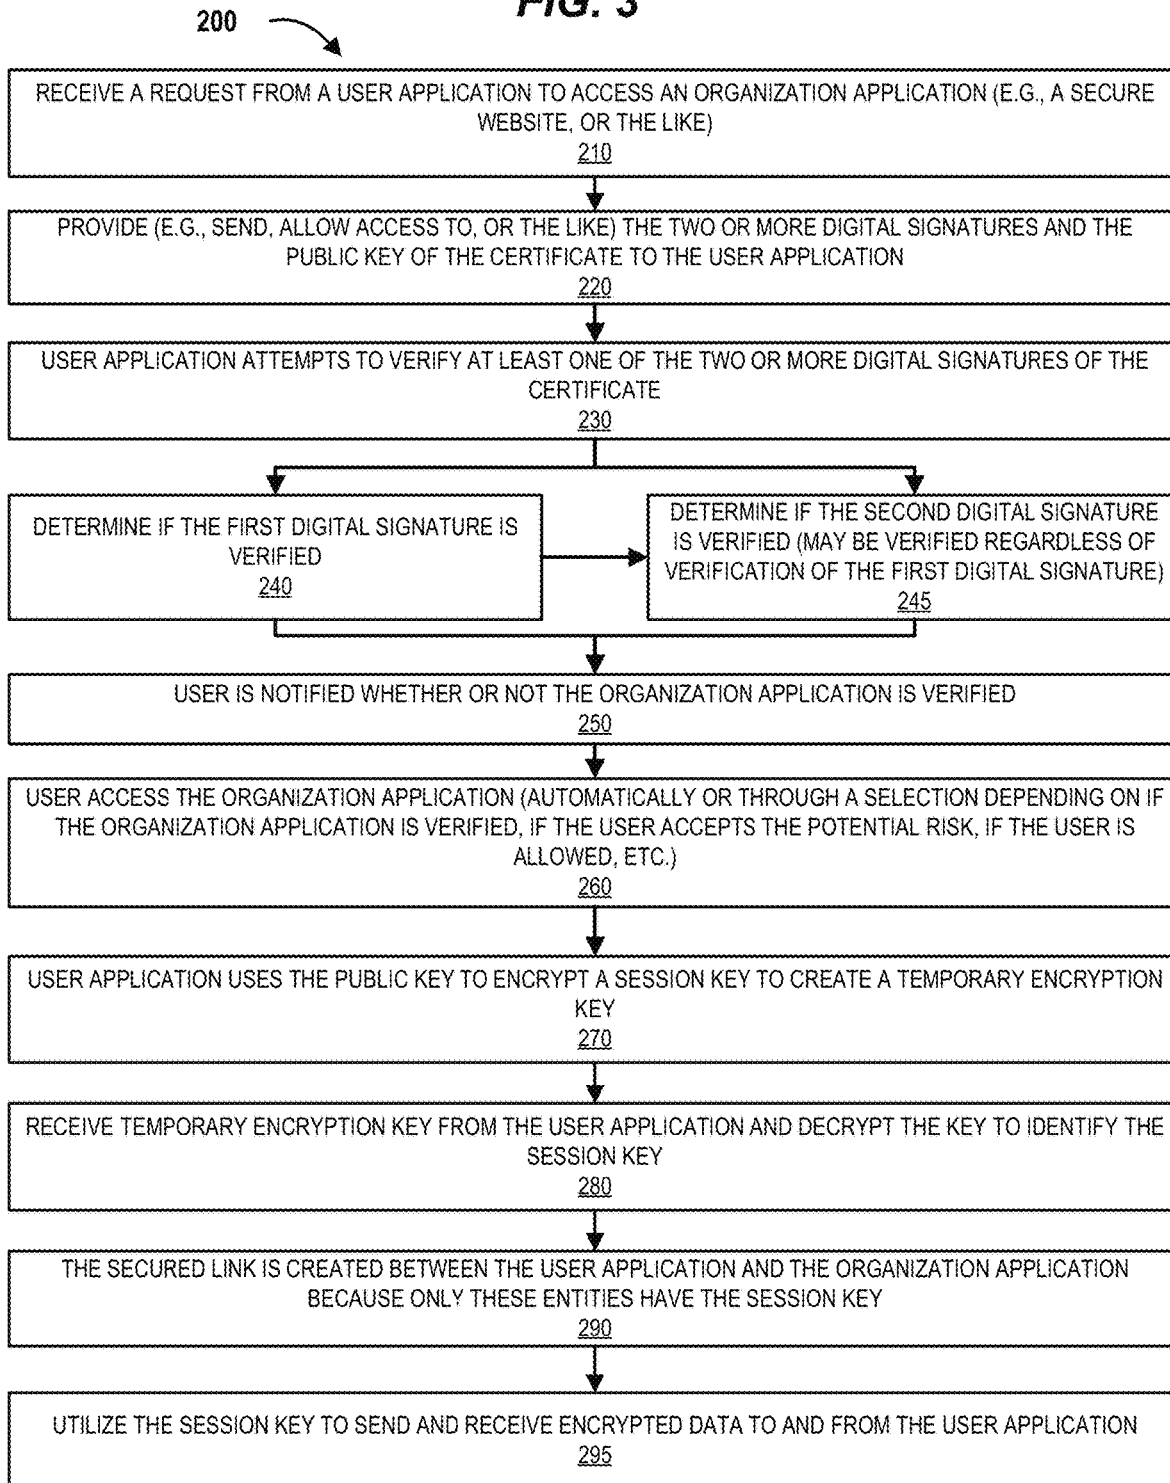 FIG. 3
200
RECEIVE A REQUEST FROM A USER APPLICATION TO ACCESS AN ORGANIZATION APPLICATION (E.G., A SECURE
WEBSITE, OR THE LIKE)
210
PROVIDE (E.G., SEND, ALLOW ACCESS TO, OR THE LIKE) THE TWO OR MORE DIGITAL SIGNATURES AND THE
PUBLIC KEY OF THE CERTIFICATE TO THE USER APPLICATION
220
USER APPLICATION ATTEMPTS TO VERIFY AT LEAST ONE OF THE TWO OR MORE DIGITAL SIGNATURES OF THE
CERTIFICATE
230
DETERMINE IF THE FIRST DIGITAL SIGNATURE IS
VERIFIED
240
DETERMINE IF THE SECOND DIGITAL SIGNATURE
IS VERIFIED (MAY BE VERIFIED REGARDLESS OF
VERIFICATION OF THE FIRST DIGITAL SIGNATURE)
245
USER IS NOTIFIED WHETHER OR NOT THE ORGANIZATION APPLICATION IS VERIFIED
250
USER ACCESS THE ORGANIZATION APPLICATION (AUTOMATICALLY OR THROUGH A SELECTION DEPENDING ON IF
THE ORGANIZATION APPLICATION IS VERIFIED, IF THE USER ACCEPTS THE POTENTIAL RISK, IF THE USER IS
ALLOWED, ETC.)
260
USER APPLICATION USES THE PUBLIC KEY TO ENCRYPT A SESSION KEY TO CREATE A TEMPORARY ENCRYPTION
KEY
270
RECEIVE TEMPORARY ENCRYPTION KEY FROM THE USER APPLICATION AND DECRYPT THE KEY TO IDENTIFY THE
SESSION KEY
280
THE SECURED LINK IS CREATED BETWEEN THE USER APPLICATION AND THE ORGANIZATION APPLICATION
BECAUSE ONLY THESE ENTITIES HAVE THE SESSION KEY
290
UTILIZE THE SESSION KEY TO SEND AND RECEIVE ENCRYPTED DATA TO AND FROM THE USER APPLICATION
295